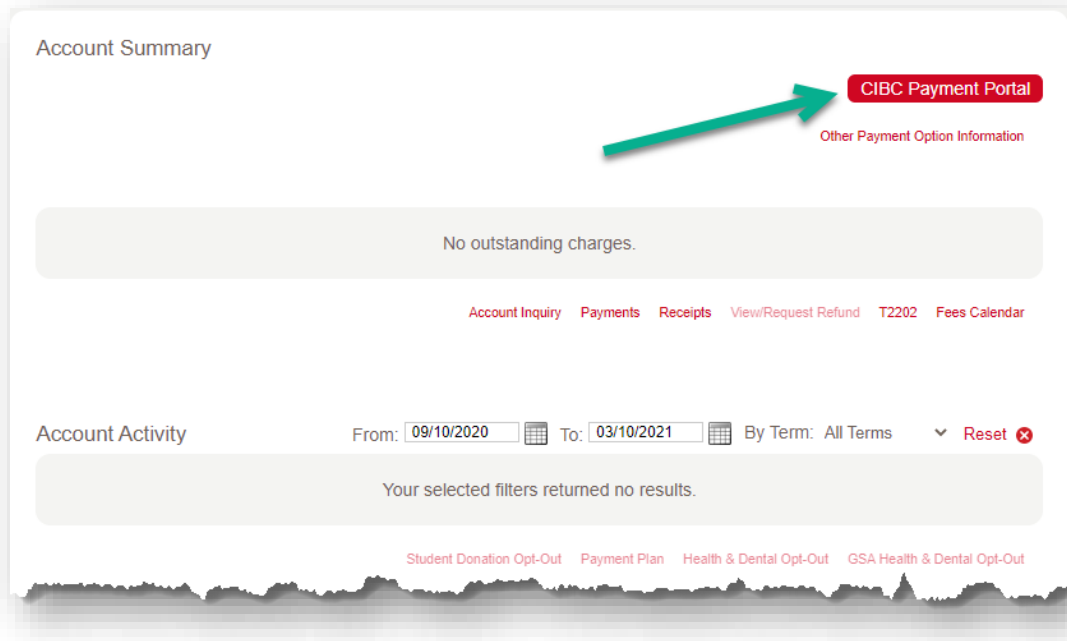 Account Summary
CIBC Payment Portal
Other Payment Option Information
No outstanding charges.
Account Inquiry Payments Receipts View/Request Refund T2202 Fees Calendar
Account Activity From: 09/10/2020 To: 03/10/2021 By Term: All Terms Reset
Your selected filters returned no results.
Student Donation Opt-Out Payment Plan Health & Dental Opt-Out GSA Health & Dental Opt-Out